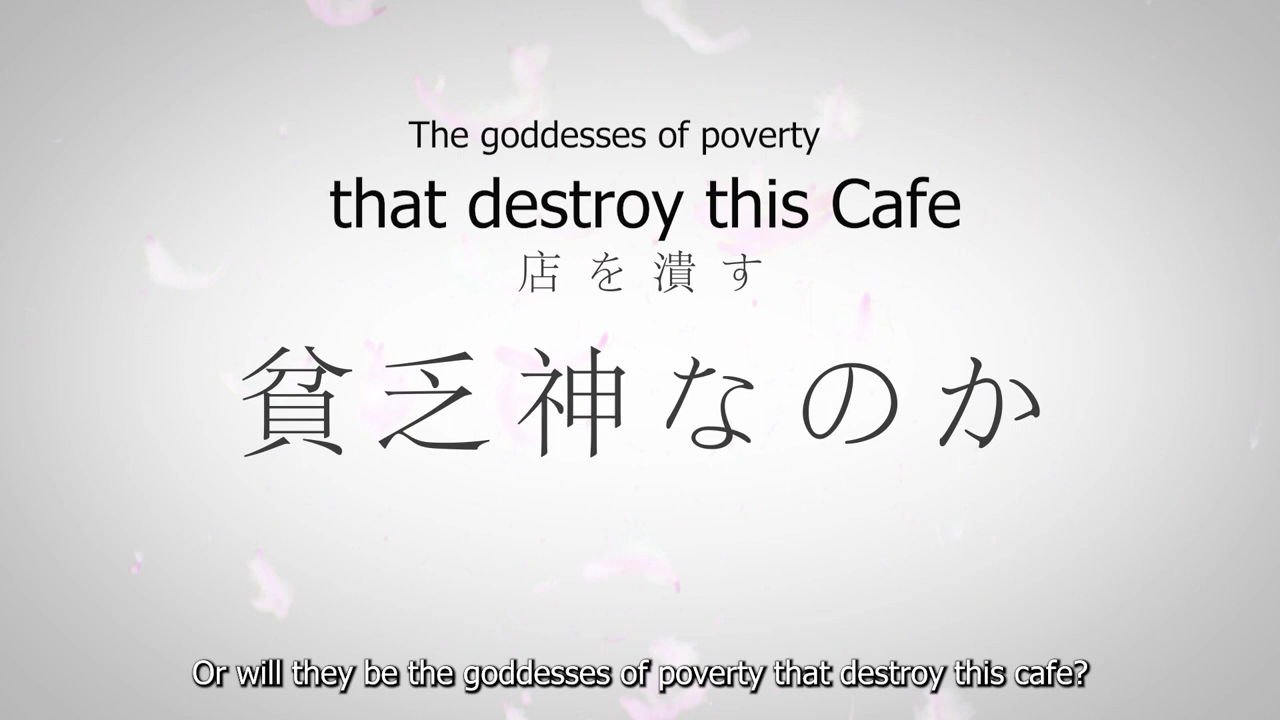 The goddesses of poverty
that destroy this Cafe
店を潰す
貧乏神なのか
Or will they be the goddesses of poverty that destroy this cafe?